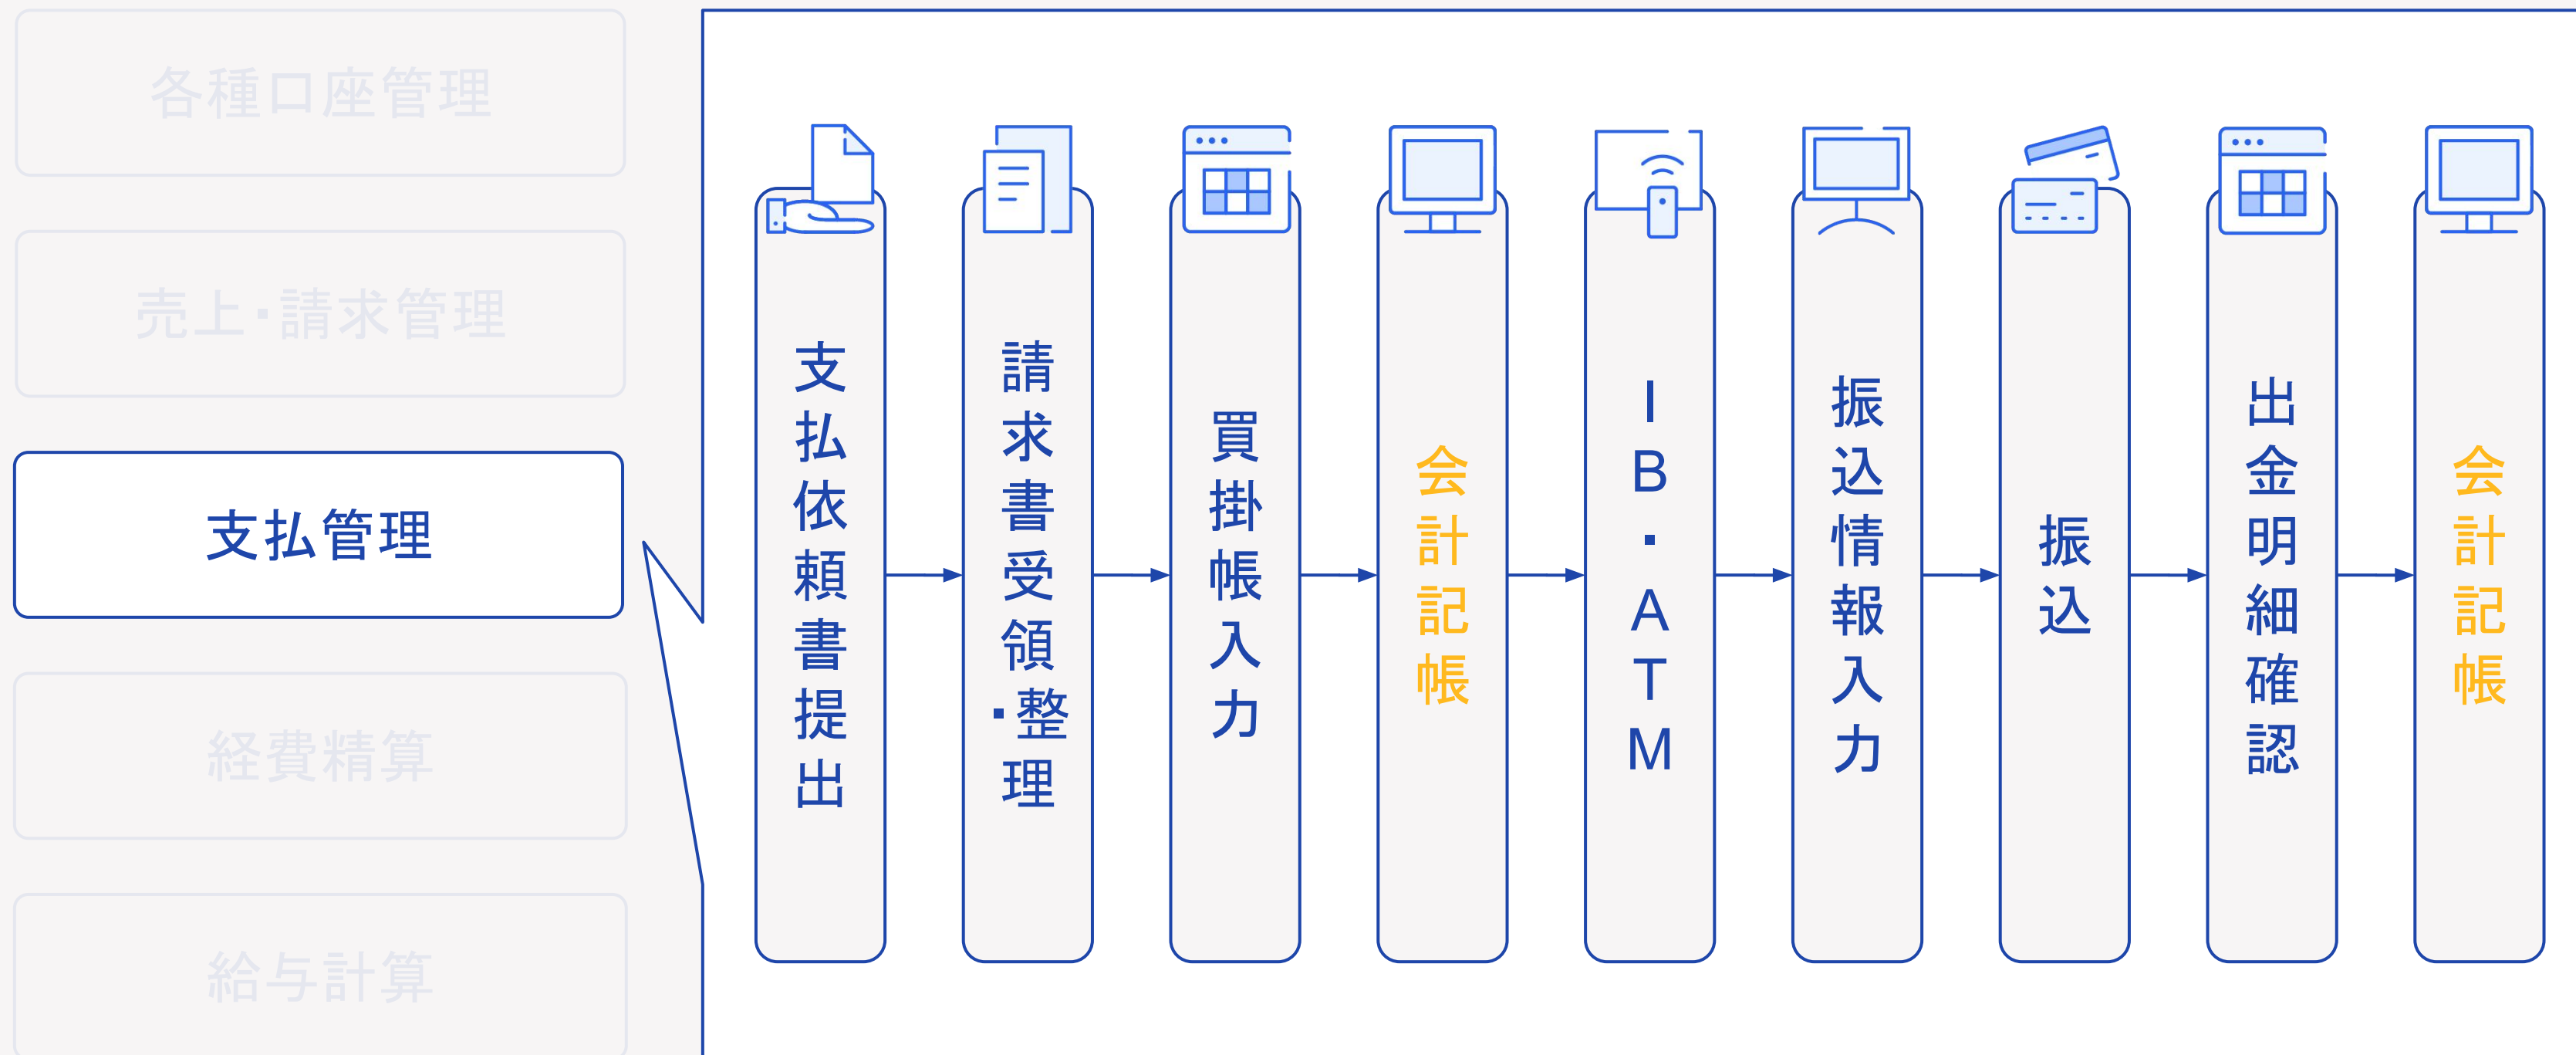 各種口座管理
売上・請求管理
支払管理
経費精算
給与計算
支払依頼書提出
請求書受領・整理
買掛帳入力
会計記帳
IB・ATM
振込情報入力
振込
出金明細確認
会計記帳